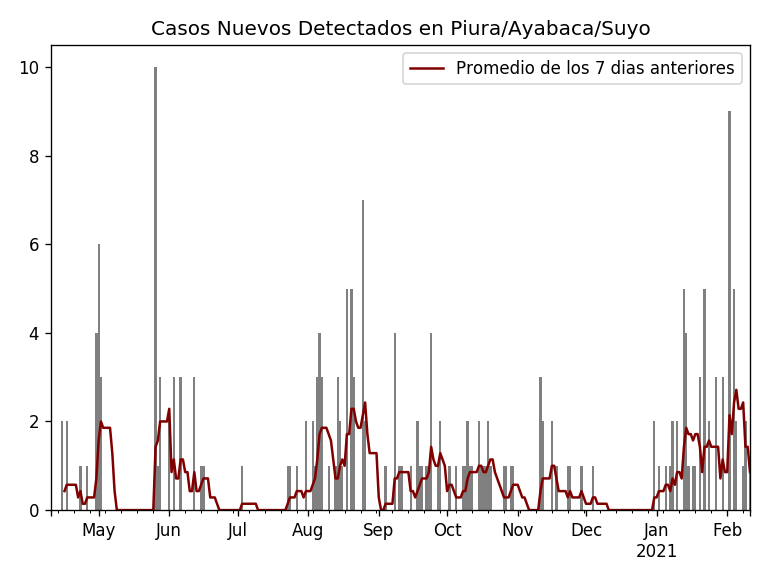 Casos Nuevos Detectados en Piura/Ayabaca/Suyo
Promedio de los 7 dias anteriores
10
8
6
4
2
0
May Jun Jul Aug Sep Oct Nov Dec Jan Feb
2021